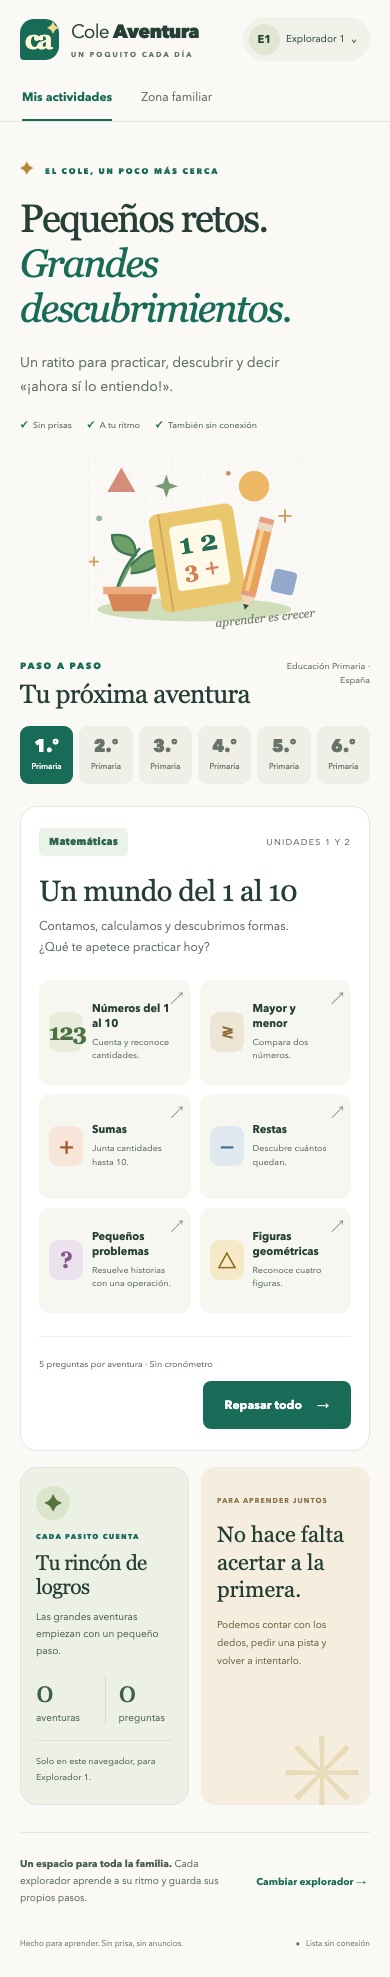 ca
Cole Aventura
UN POQUITO CADA DÍA
E1 Explorador 1
Mis actividades Zona familiar
EL COLE, UN POCO MÁS CERCA
Pequeños retos.
Grandes
descubrimientos.
Un ratito para practicar, descubrir y decir
«¡ahora sí lo entiendo!».
✓ Sin prisas ✓ A tu ritmo ✓ También sin conexión
1 2
3 +
aprender es crecer
PASO A PASO
Tu próxima aventura
Educación Primaria ·
España
1.º 2.º 3.º 4.º 5.º 6.º
Primaria Primaria Primaria Primaria Primaria Primaria
Matemáticas UNIDADES 1 Y 2
Un mundo del 1 al 10
Contamos, calculamos y descubrimos formas.
¿Qué te apetece practicar hoy?
123
Números del 1
al 10
Cuenta y reconoce
cantidades.
≷
Mayor y
menor
Compara dos
números.
+
Sumas
Junta cantidades
hasta 10.
−
Restas
Descubre cuántos
quedan.
?
Pequeños
problemas
Resuelve historias
con una operación.
△
Figuras
geométricas
Reconoce cuatro
figuras.
5 preguntas por aventura · Sin cronómetro
Repasar todo →
CADA PASITO CUENTA
Tu rincón de
logros
Las grandes aventuras
empiezan con un pequeño
paso.
0 0
aventuras preguntas
Solo en este navegador, para
Explorador 1.
PARA APRENDER JUNTOS
No hace falta
acertar a la
primera.
Podemos contar con los
dedos, pedir una pista y
volver a intentarlo.
Un espacio para toda la familia. Cada
explorador aprende a su ritmo y guarda sus
propios pasos.
Cambiar explorador →
Hecho para aprender. Sin prisa, sin anuncios.
• Lista sin conexión